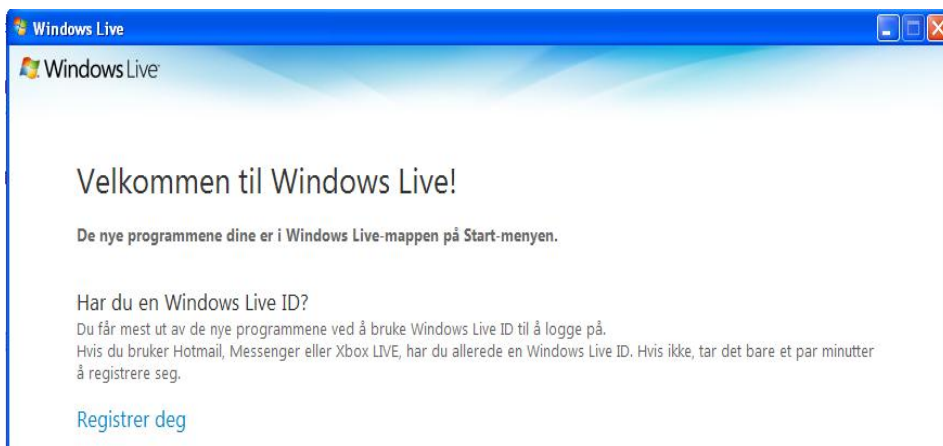 Windows Live
Windows Live
Velkommen til Windows Live!
De nye programmene dine er i Windows Live-mappen på Start-menyen.
Har du en Windows Live ID?
Du får mest ut av de nye programmene ved å bruke Windows Live ID til å logge på.
Hvis du bruker Hotmail, Messenger eller Xbox LIVE, har du allerede en Windows Live ID. Hvis ikke, tar det bare et par minutter
å registrere seg.
Registrer deg